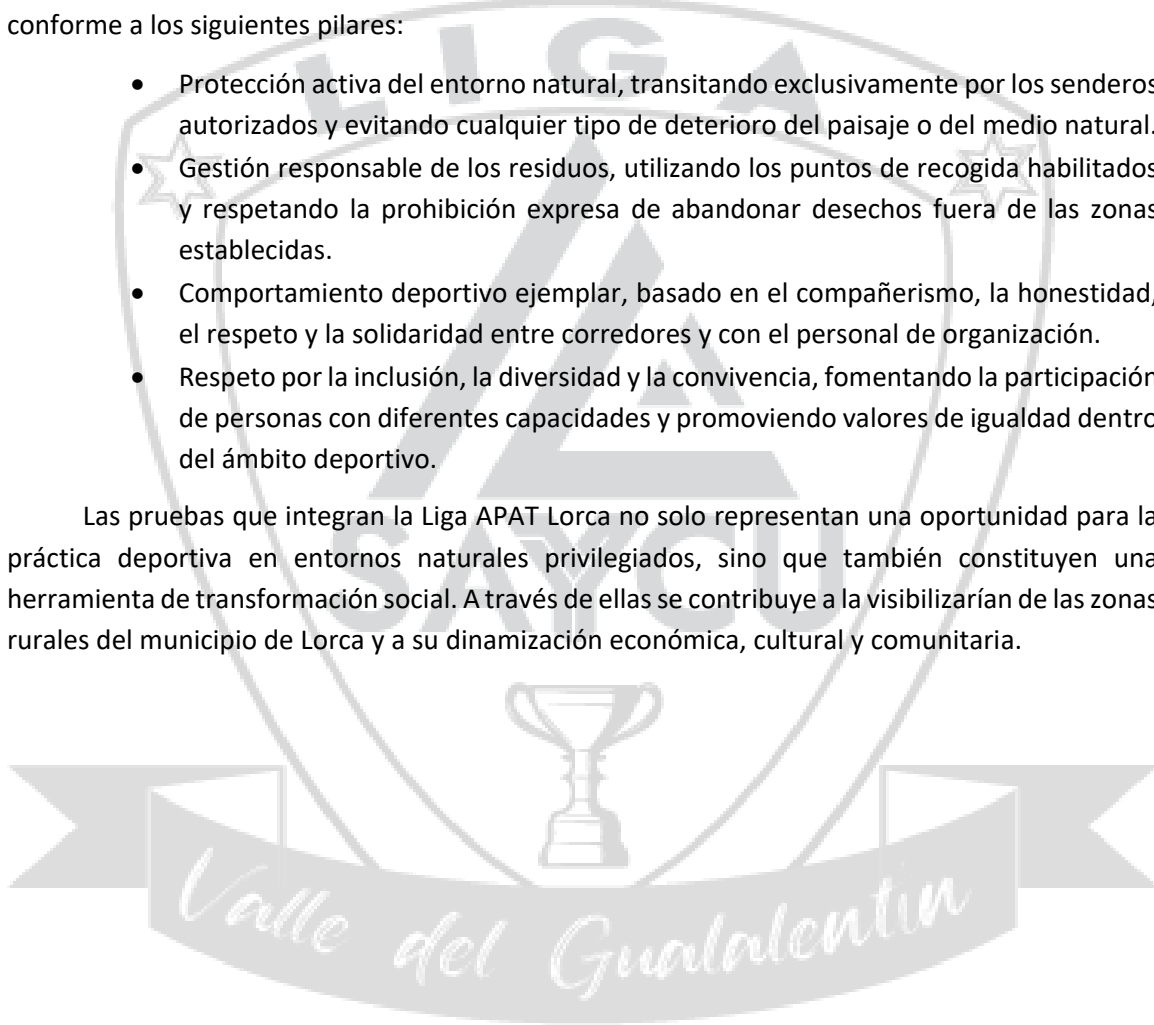 conforme a los siguientes pilares:
LIGA
• Protección activa del entorno natural, transitando exclusivamente por los senderos
autorizados y evitando cualquier tipo de deterioro del paisaje o del medio natural.
• Gestión responsable de los residuos, utilizando los puntos de recogida habilitados
y respetando la prohibición expresa de abandonar desechos fuera de las zonas
establecidas.
• Comportamiento deportivo ejemplar, basado en el compañerismo, la honestidad,
el respeto y la solidaridad entre corredores y con el personal de organización.
• Respeto por la inclusión, la diversidad y la convivencia, fomentando la participación
de personas con diferentes capacidades y promoviendo valores de igualdad dentro
del ámbito deportivo.
Las pruebas que integran la Liga APAT Lorca no solo representan una oportunidad para la
práctica deportiva en entornos naturales privilegiados, sino que también constituyen una
herramienta de transformación social. A través de ellas se contribuye a la visibilizarían de las zonas
rurales del municipio de Lorca y a su dinamización económica, cultural y comunitaria.
SAYCU
Valle del Gualalentin